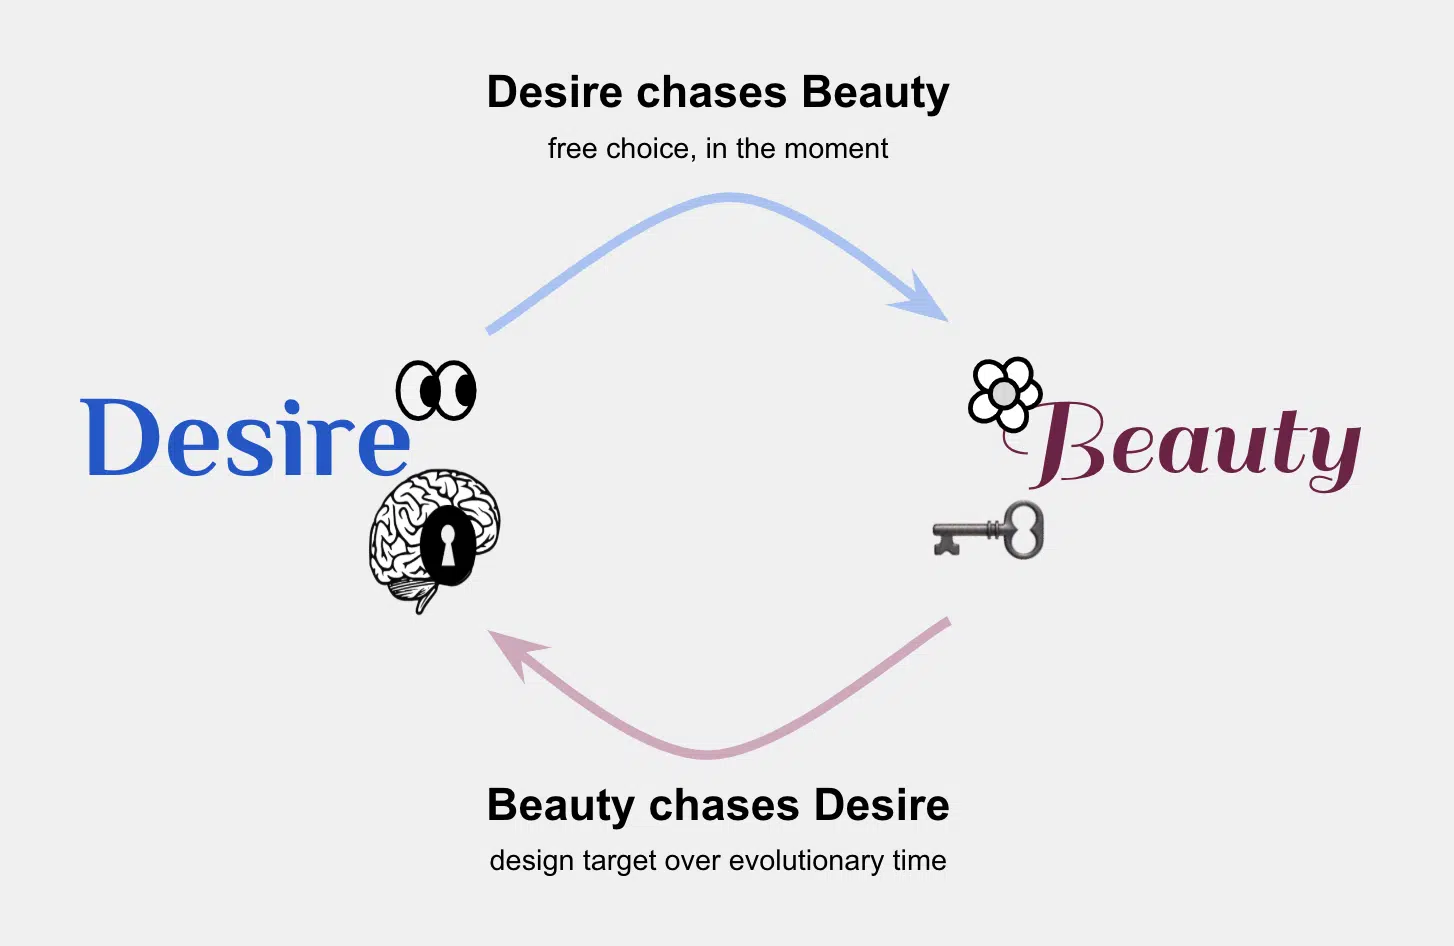 Desire chases Beauty
free choice, in the moment
Desire
Beauty
Beauty chases Desire
design target over evolutionary time